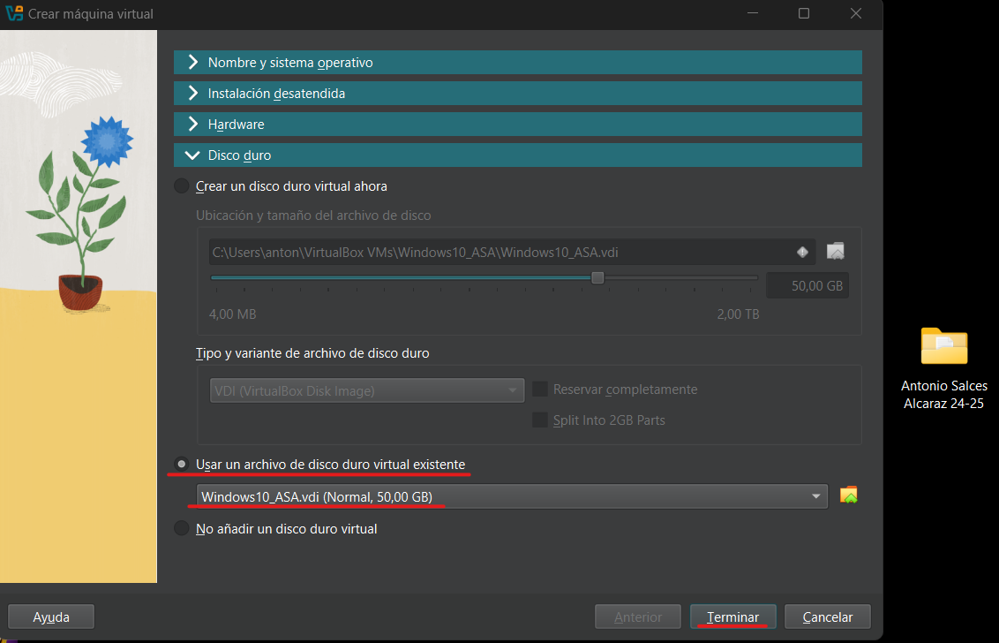 Crear máquina virtual
Nombre y sistema operativo
Instalación desatendida
Hardware
Disco duro
Crear un disco duro virtual ahora
Ubicación y tamaño del archivo de disco
C:\Users\anton\VirtualBox VMs\Windows10_ASA\Windows10_ASA.vdi
50,00 GB
4,00 MB
2,00 TB
Tipo y variante de archivo de disco duro
VDI (VirtualBox Disk Image)
Reservar completamente
Split Into 2GB Parts
Usar un archivo de disco duro virtual existente
Windows10_ASA.vdi (Normal, 50,00 GB)
No añadir un disco duro virtual
Ayuda
Anterior
Terminar
Cancelar
Antonio Salces
Alcaraz 24-25